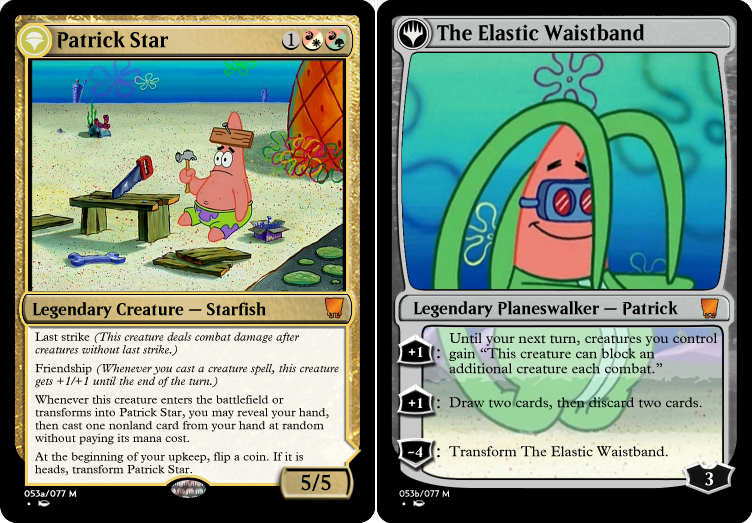 Patrick Star
1
Legendary Creature — Starfish
Last strike (This creature deals combat damage after
creatures without last strike.)
Friendship (Whenever you cast a creature spell, this creature
gets +1/+1 until the end of the turn.)
Whenever this creature enters the battlefield or
transforms into Patrick Star, you may reveal your hand,
then cast one nonland card from your hand at random
without paying its mana cost.
At the beginning of your upkeep, flip a coin. If it is
heads, transform Patrick Star.
5/5
053a/077 M
The Elastic Waistband
Legendary Planeswalker — Patrick
+1: Until your next turn, creatures you control
gain “This creature can block an
additional creature each combat.”
+1: Draw two cards, then discard two cards.
-4: Transform The Elastic Waistband.
3
053b/077 M